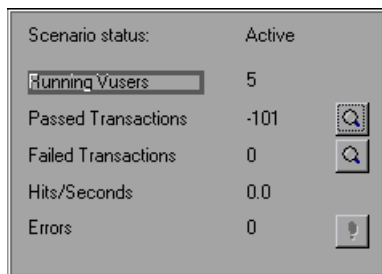 Scenario status: Active
Running Vusers 5
Passed Transactions -101
Failed Transactions 0
Hits/Seconds 0.0
Errors 0